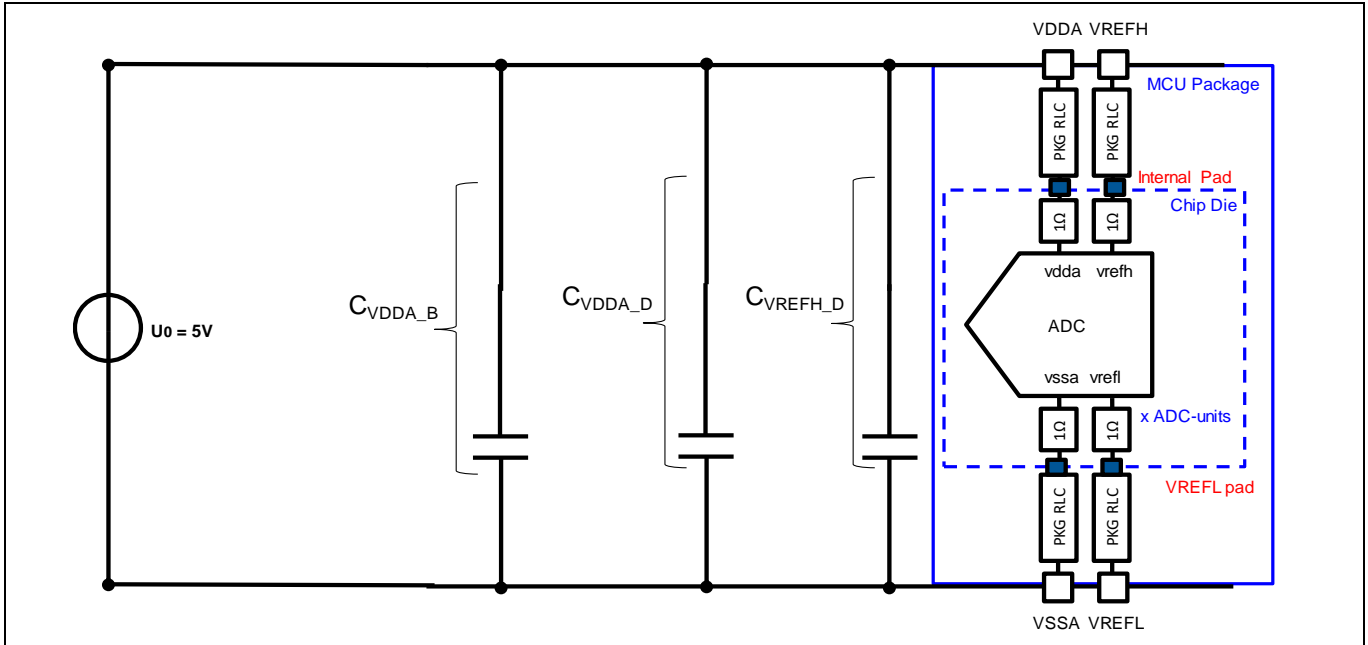 VDDA VREFH
MCU Package
PKG RLC
PKG RLC
Internal Pad
Chip Die
1Ω
1Ω
vdda vrefh
CVDDA_B
CVDDA_D
CVREFH_D
U0 = 5V
ADC
vssa vrefl
x ADC-units
1Ω
1Ω
VREFL pad
PKG RLC
PKG RLC
VSSA VREFL